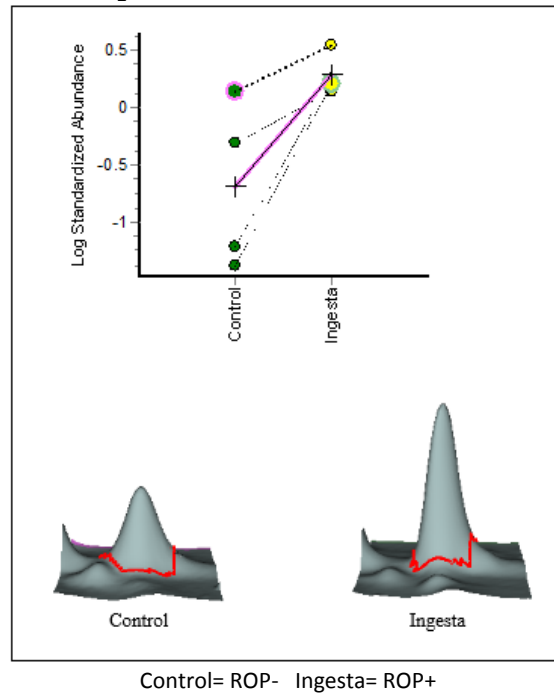 Log Standardized Abundance
0.5
0
-0.5
-1
Control
Ingesta
Control
Ingesta
Control= ROP- Ingesta= ROP+